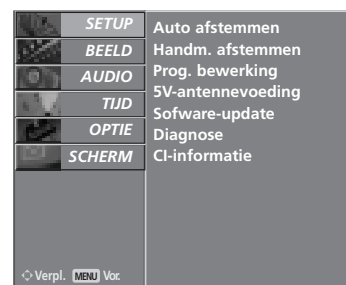 SETUP
BEELD
AUDIO
TIJD
OPTIE
SCHERM
Auto afstemmen
Handm. afstemmen
Prog. bewerking
5V-antennevoeding
Sofware-update
Diagnose
CI-informatie
Verpl. MENU Vor.